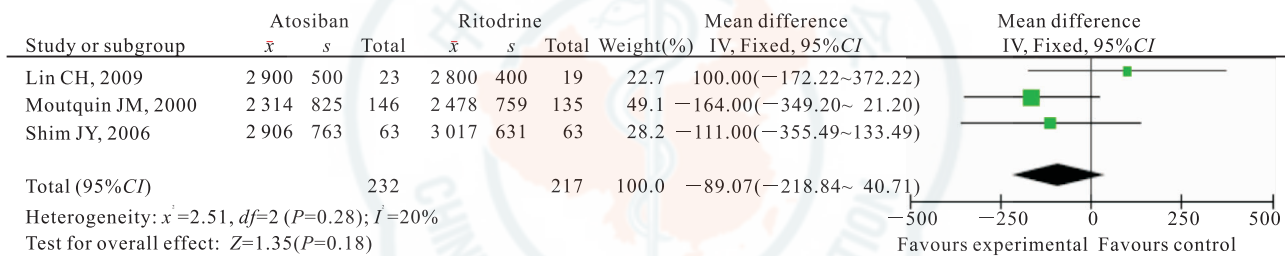 Atosiban Ritodrine Mean difference Mean difference
Study or subgroup x̄ s Total x̄ s Total Weight(%) IV, Fixed, 95%CI IV, Fixed, 95%CI
Lin CH, 2009 2 900 500 23 2 800 400 19 22.7 100.00(−172.22~372.22)
Moutquin JM, 2000 2 314 825 146 2 478 759 135 49.1 −164.00(−349.20~ 21.20)
Shim JY, 2006 2 906 763 63 3 017 631 63 28.2 −111.00(−355.49~133.49)
Total (95%CI) 232 217 100.0 −89.07(−218.84~ 40.71)
Heterogeneity: x²=2.51, df=2 (P=0.28); I²=20%
−500 −250 0 250 500
Test for overall effect: Z=1.35(P=0.18)
Favours experimental Favours control